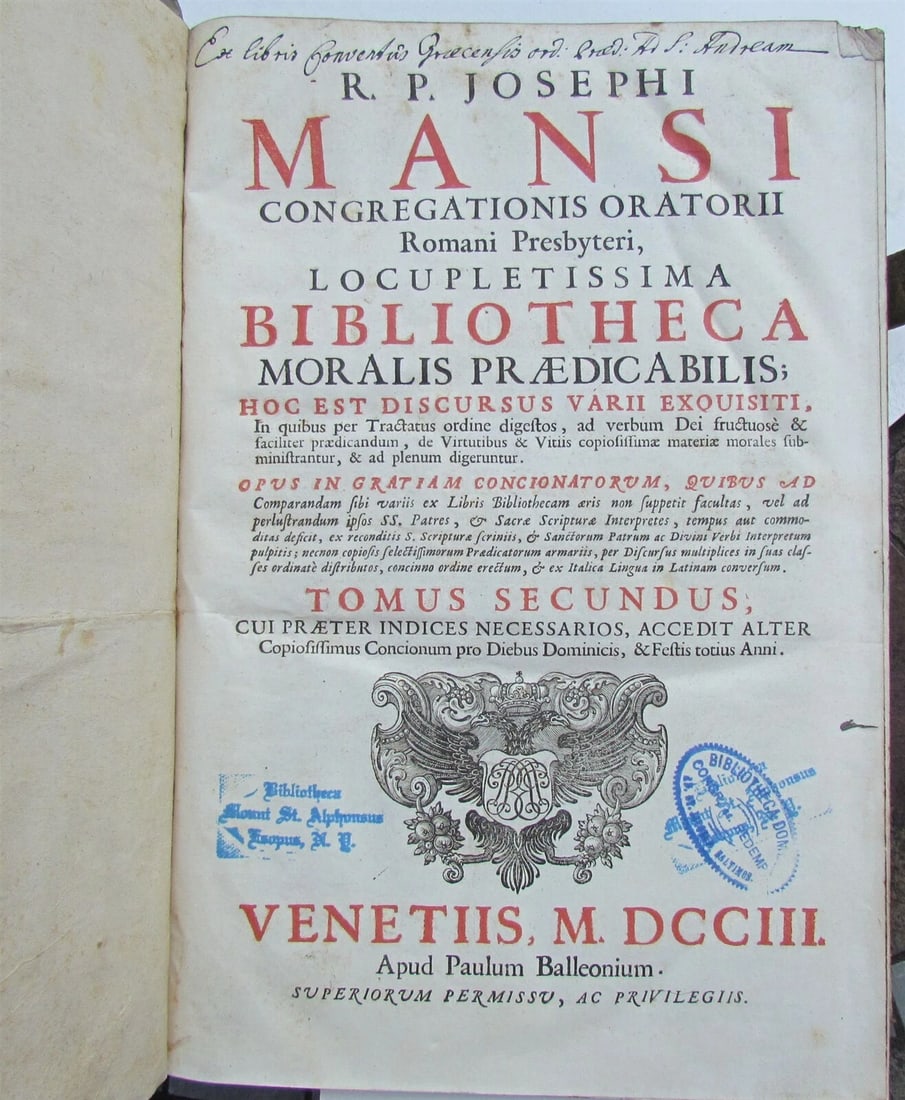 Ex libris Conventûs Græcensis ord: Præd: Ad S: Andream
R. P. JOSEPHI
MANSI
CONGREGATIONIS ORATORII
Romani Presbyteri,
LOCUPLETISSIMA
BIBLIOTHECA
MORALIS PRÆDICABILIS;
HOC EST DISCURSUS VARII EXQUISITI,
In quibus per Tractatus ordine digeſtos, ad verbum Dei fructuosè &
faciliter prædicandum, de Virtutibus & Vitiis copioſiſſimæ materiæ morales ſub-
miniſtrantur, & ad plenum digeruntur.
OPUS IN GRATIAM CONCIONATORUM, QUIBUS AD
Comparandam ſibi variis ex Libris Bibliothecam æris non ſuppetit facultas, vel ad
perluſtrandum ipſos SS. Patres, & Sacræ Scripturæ Interpretes, tempus aut commo-
ditas deficit, ex reconditis S. Scripturæ ſcriniis, & Sanctorum Patrum ac Divini Verbi Interpretum
pulpitis; necnon copioſis ſelectiſſimorum Prædicatorum armariis, per Diſcurſus multiplices in ſuas claſ-
ſes ordinatè diſtributos, concinno ordine erectum, & ex Italica Lingua in Latinam converſum.
TOMUS SECUNDUS,
CUI PRÆTER INDICES NECESSARIOS, ACCEDIT ALTER
Copioſiſſimus Concionum pro Diebus Dominicis, & Feſtis totius Anni.
Bibliotheca
Mount St. Alphonsus
Esopus, N. Y.
BIBLIOTHECA DOM.
VENETIIS, M. DCCIII.
Apud Paulum Balleonium.
SUPERIORUM PERMISSU, AC PRIVILEGIIS.